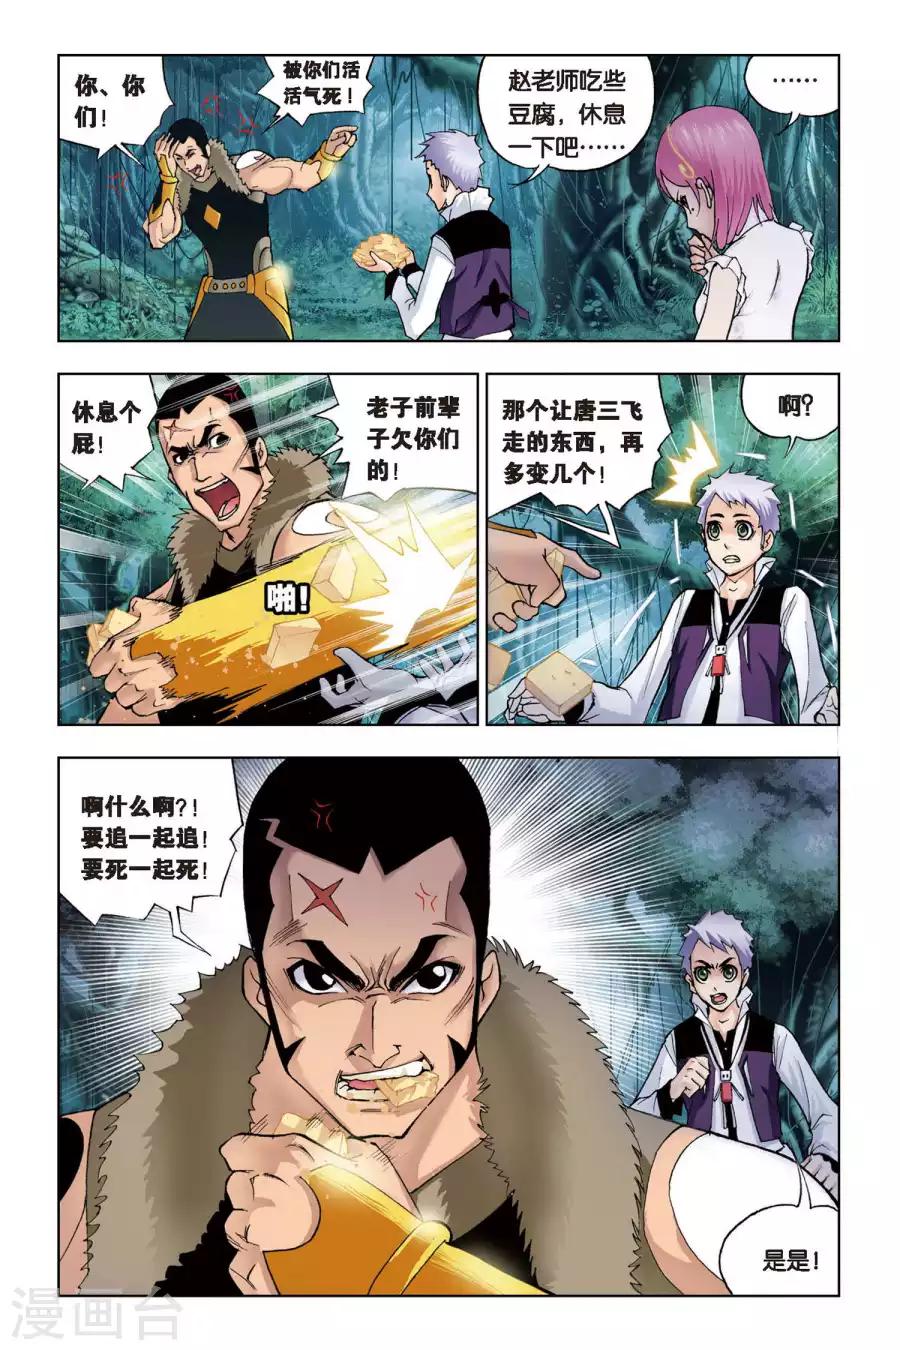 你、你
们！
被你们活
活气死！
赵老师吃些
豆腐，休息
一下吧……
……
休息个
屁！
老子前辈
子欠你们
的！
啪！
那个让唐三飞
走的东西，再
多变几个！
啊？
啊什么啊？！
要追一起追！
要死一起死！
是是！
漫画台